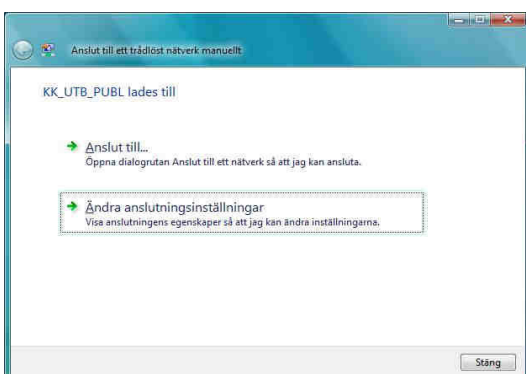 Anslut till ett trådlöst nätverk manuellt
KK_UTB_PUBL lades till
Anslut till...
Öppna dialogrutan Anslut till ett nätverk så att jag kan ansluta.
Ändra anslutningsinställningar
Visa anslutningens egenskaper så att jag kan ändra inställningarna.
Stäng